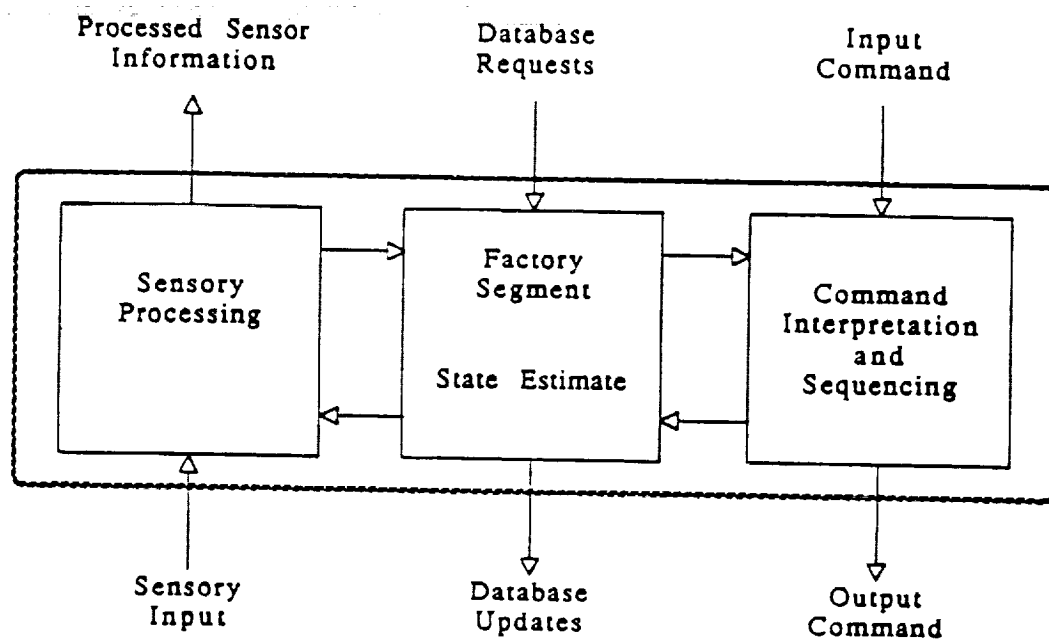 Processed Sensor
Information
Database
Requests
Input
Command
Sensory
Processing
Factory
Segment
State Estimate
Command
Interpretation
and
Sequencing
Sensory
Input
Database
Updates
Output
Command